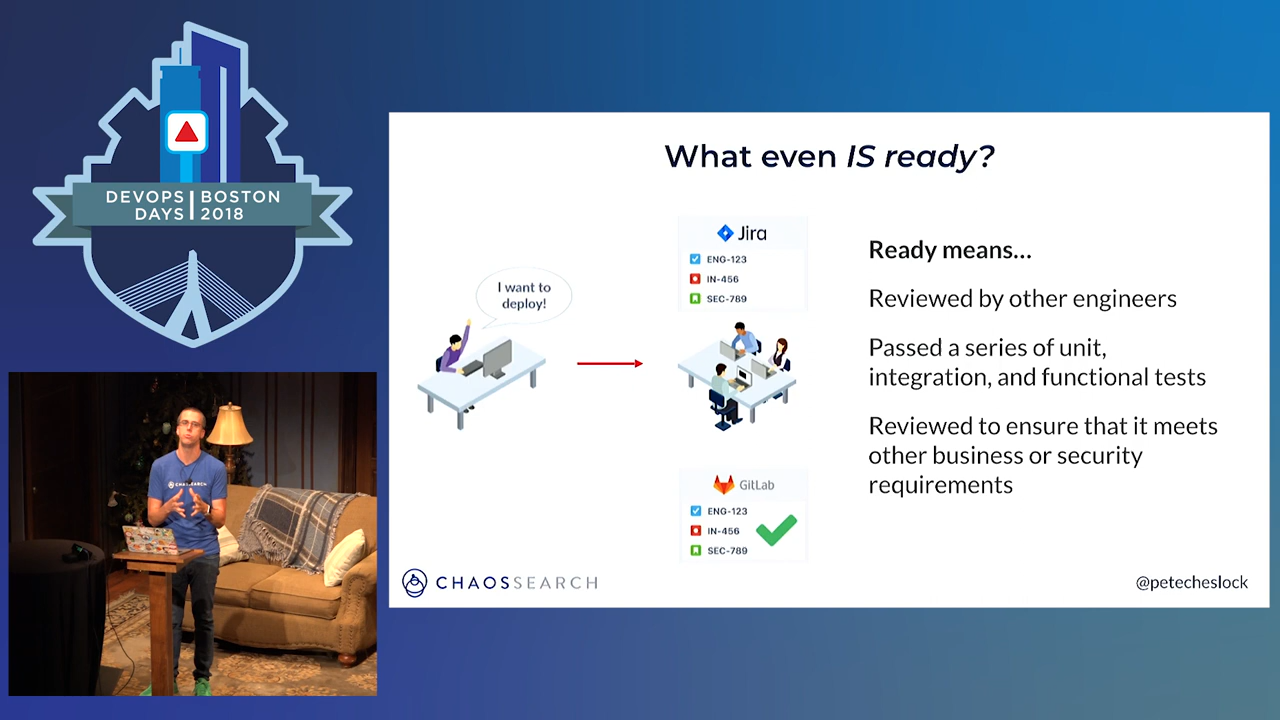 DEVOPS BOSTON
DAYS 2018
What even IS ready?
I want to
deploy!
Jira
ENG-123
IN-456
SEC-789
GitLab
ENG-123
IN-456
SEC-789
Ready means...
Reviewed by other engineers
Passed a series of unit,
integration, and functional tests
Reviewed to ensure that it meets
other business or security
requirements
CHAOSSEARCH
@petecheslock
CHAOSSEARCH